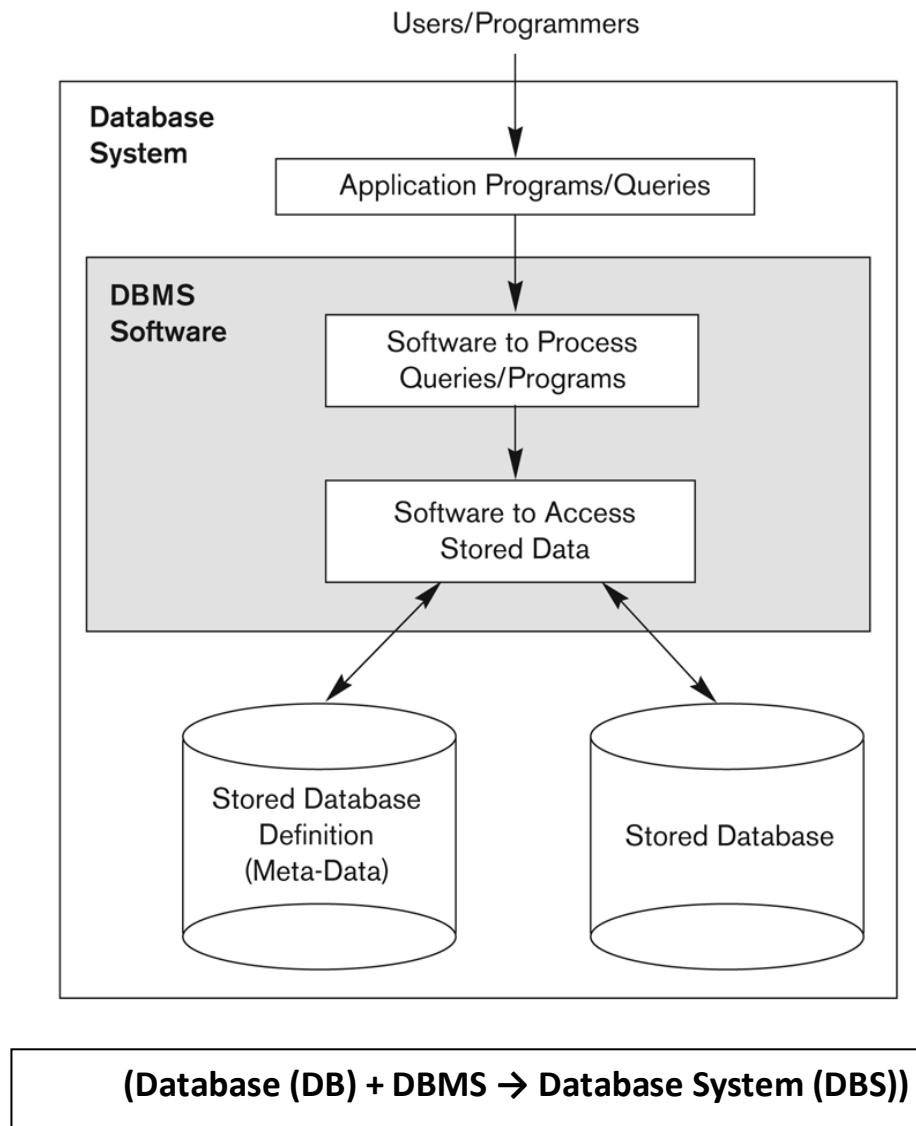 Users/Programmers
Database
System
Application Programs/Queries
DBMS
Software
Software to Process
Queries/Programs
Software to Access
Stored Data
Stored Database
Definition
(Meta-Data)
Stored Database
(Database (DB) + DBMS → Database System (DBS))